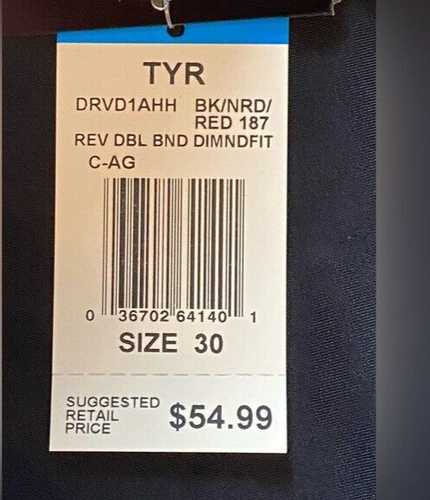 TYR
DRVD1AHH BK/NRD/
RED 187
REV DBL BND DIMNDFIT
C-AG
0 36702 64140 1
SIZE 30
SUGGESTED
RETAIL
PRICE
$54.99